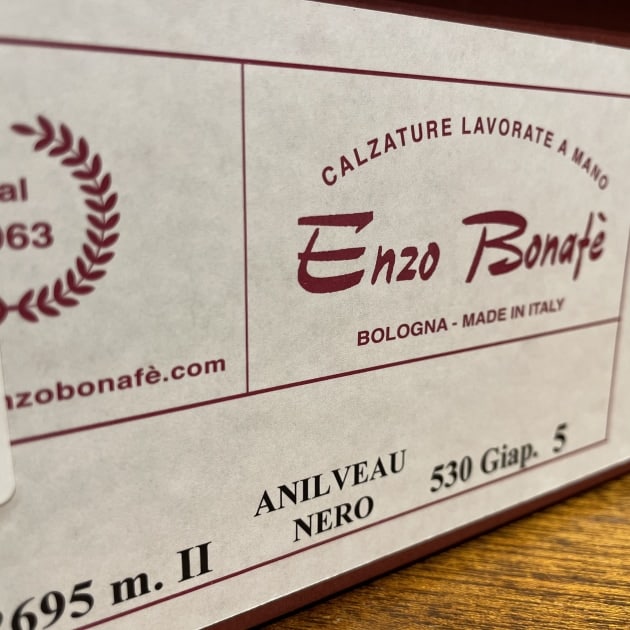 al
963
nzobonafè.com
CALZATURE LAVORATE A MANO
Enzo Bonafè
BOLOGNA - MADE IN ITALY
695 m. II
ANILVEAU
NERO
530 Giap. 5